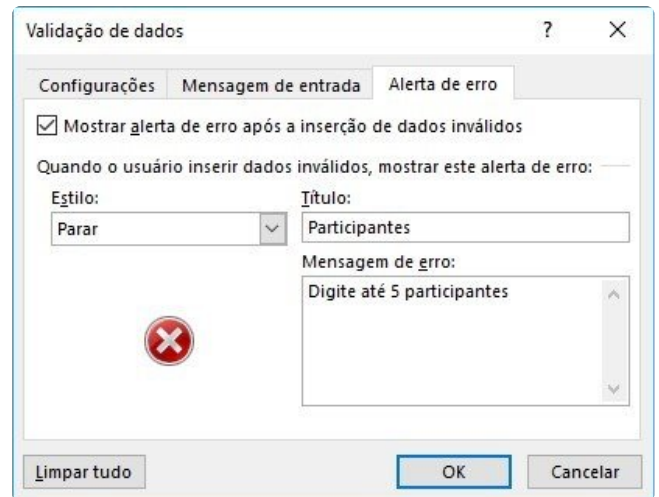 Validação de dados ? X
Configurações Mensagem de entrada Alerta de erro
Mostrar alerta de erro após a inserção de dados inválidos
Quando o usuário inserir dados inválidos, mostrar este alerta de erro:
Estilo: Título:
Parar Participantes
Mensagem de erro:
Digite até 5 participantes
Limpar tudo OK Cancelar